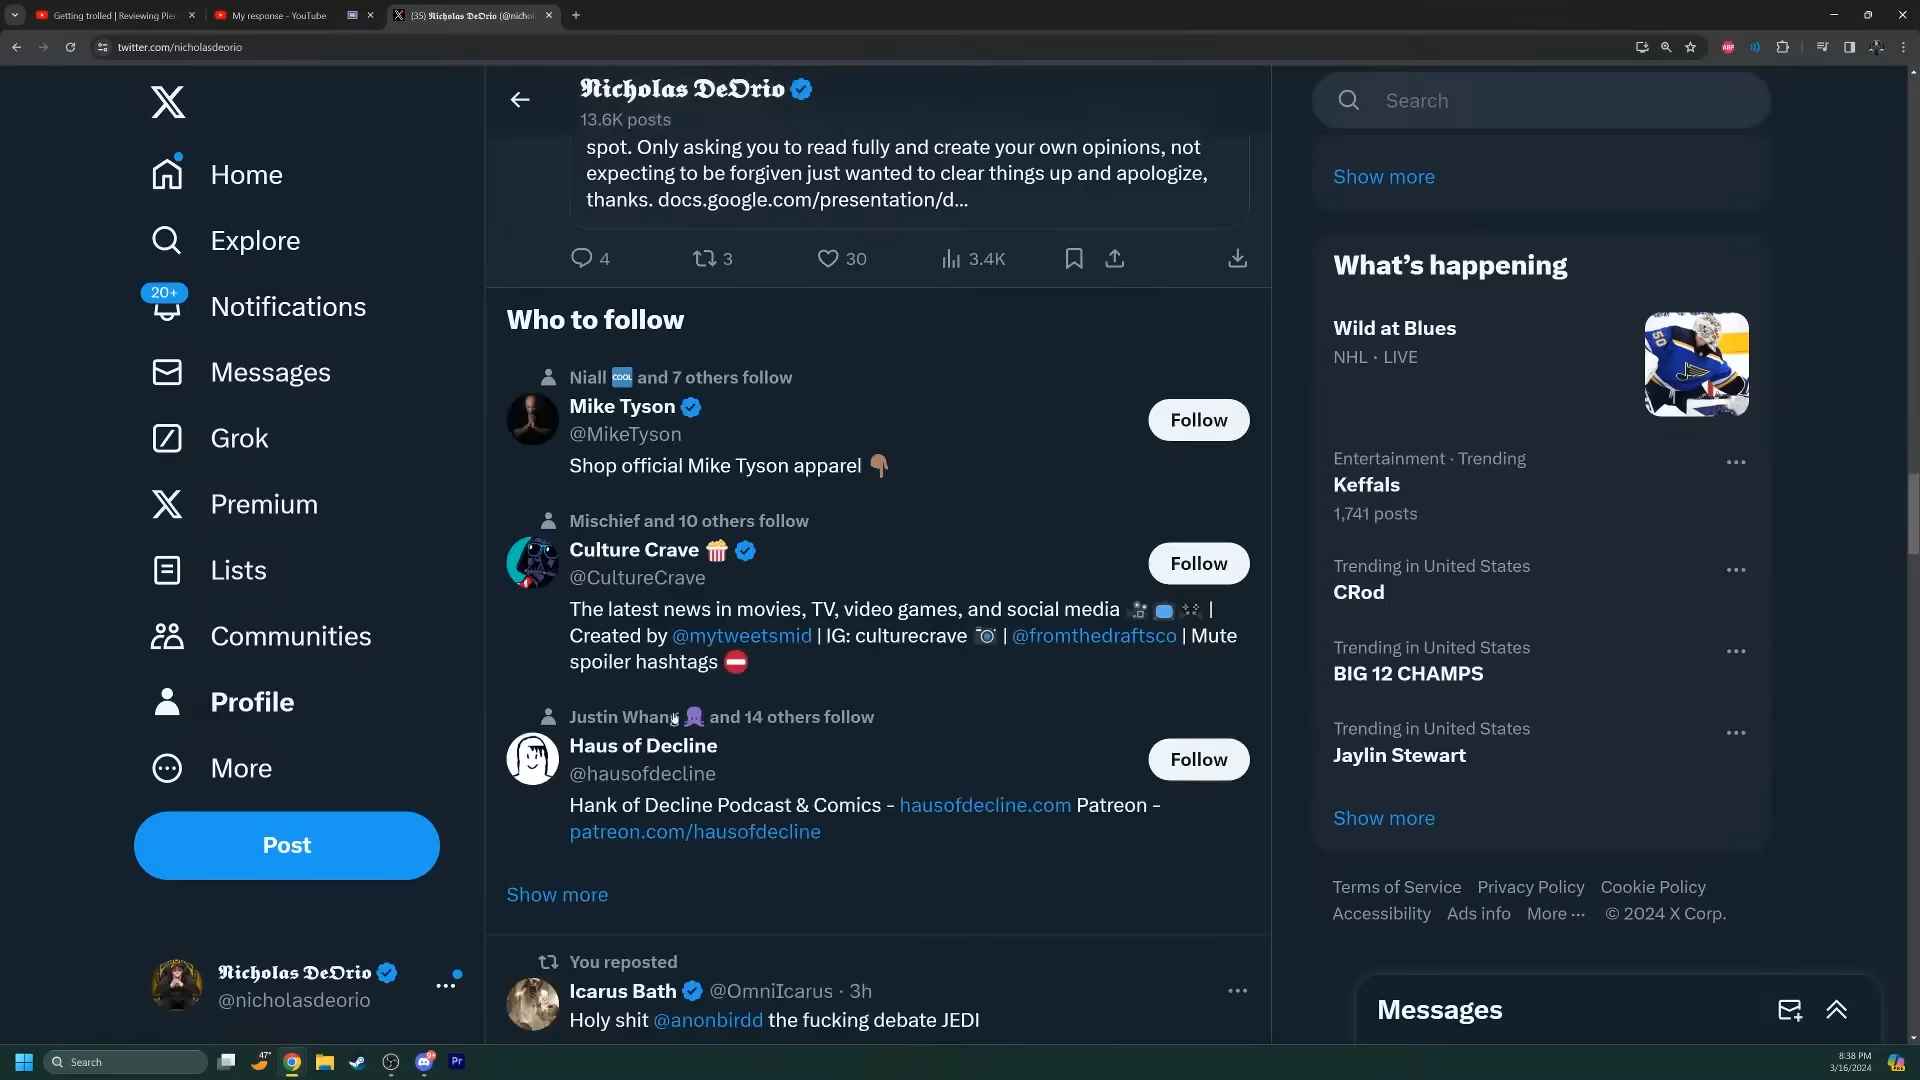 Getting trolled | Reviewing Pier
My response - YouTube
(35) 𝕹𝖎𝖈𝖍𝖔𝖑𝖆𝖘 𝕯𝖊𝕺𝖗𝖎𝖔 (@nichol
twitter.com/nicholasdeorio
ABP
Home
Explore
20+
Notifications
Messages
Grok
Premium
Lists
Communities
Profile
More
Post
𝕹𝖎𝖈𝖍𝖔𝖑𝖆𝖘 𝕯𝖊𝕺𝖗𝖎𝖔
@nicholasdeorio
𝕹𝖎𝖈𝖍𝖔𝖑𝖆𝖘 𝕯𝖊𝕺𝖗𝖎𝖔
13.6K posts
spot. Only asking you to read fully and create your own opinions, not
expecting to be forgiven just wanted to clear things up and apologize,
thanks. docs.google.com/presentation/d...
4 3 30 3.4K
Who to follow
Niall 🆒 and 7 others follow
Mike Tyson
@MikeTyson
Follow
Shop official Mike Tyson apparel 👇🏽
Mischief and 10 others follow
Culture Crave 🍿
@CultureCrave
Follow
The latest news in movies, TV, video games, and social media 🎥 📺 🎮 |
Created by @mytweetsmid | IG: culturecrave 📷 | @fromthedraftsco | Mute
spoiler hashtags ⛔
Justin Whang 🐙 and 14 others follow
Haus of Decline
@hausofdecline
Follow
Hank of Decline Podcast & Comics - hausofdecline.com Patreon -
patreon.com/hausofdecline
Show more
You reposted
Icarus Bath @OmniIcarus · 3h
Holy shit @anonbirdd the fucking debate JEDI
Search
Show more
What's happening
Wild at Blues
NHL · LIVE
50
Entertainment · Trending
Keffals
1,741 posts
Trending in United States
CRod
Trending in United States
BIG 12 CHAMPS
Trending in United States
Jaylin Stewart
Show more
Terms of Service Privacy Policy Cookie Policy
Accessibility Ads info More ··· © 2024 X Corp.
Messages
Search
47°
Pr
8:38 PM
3/16/2024